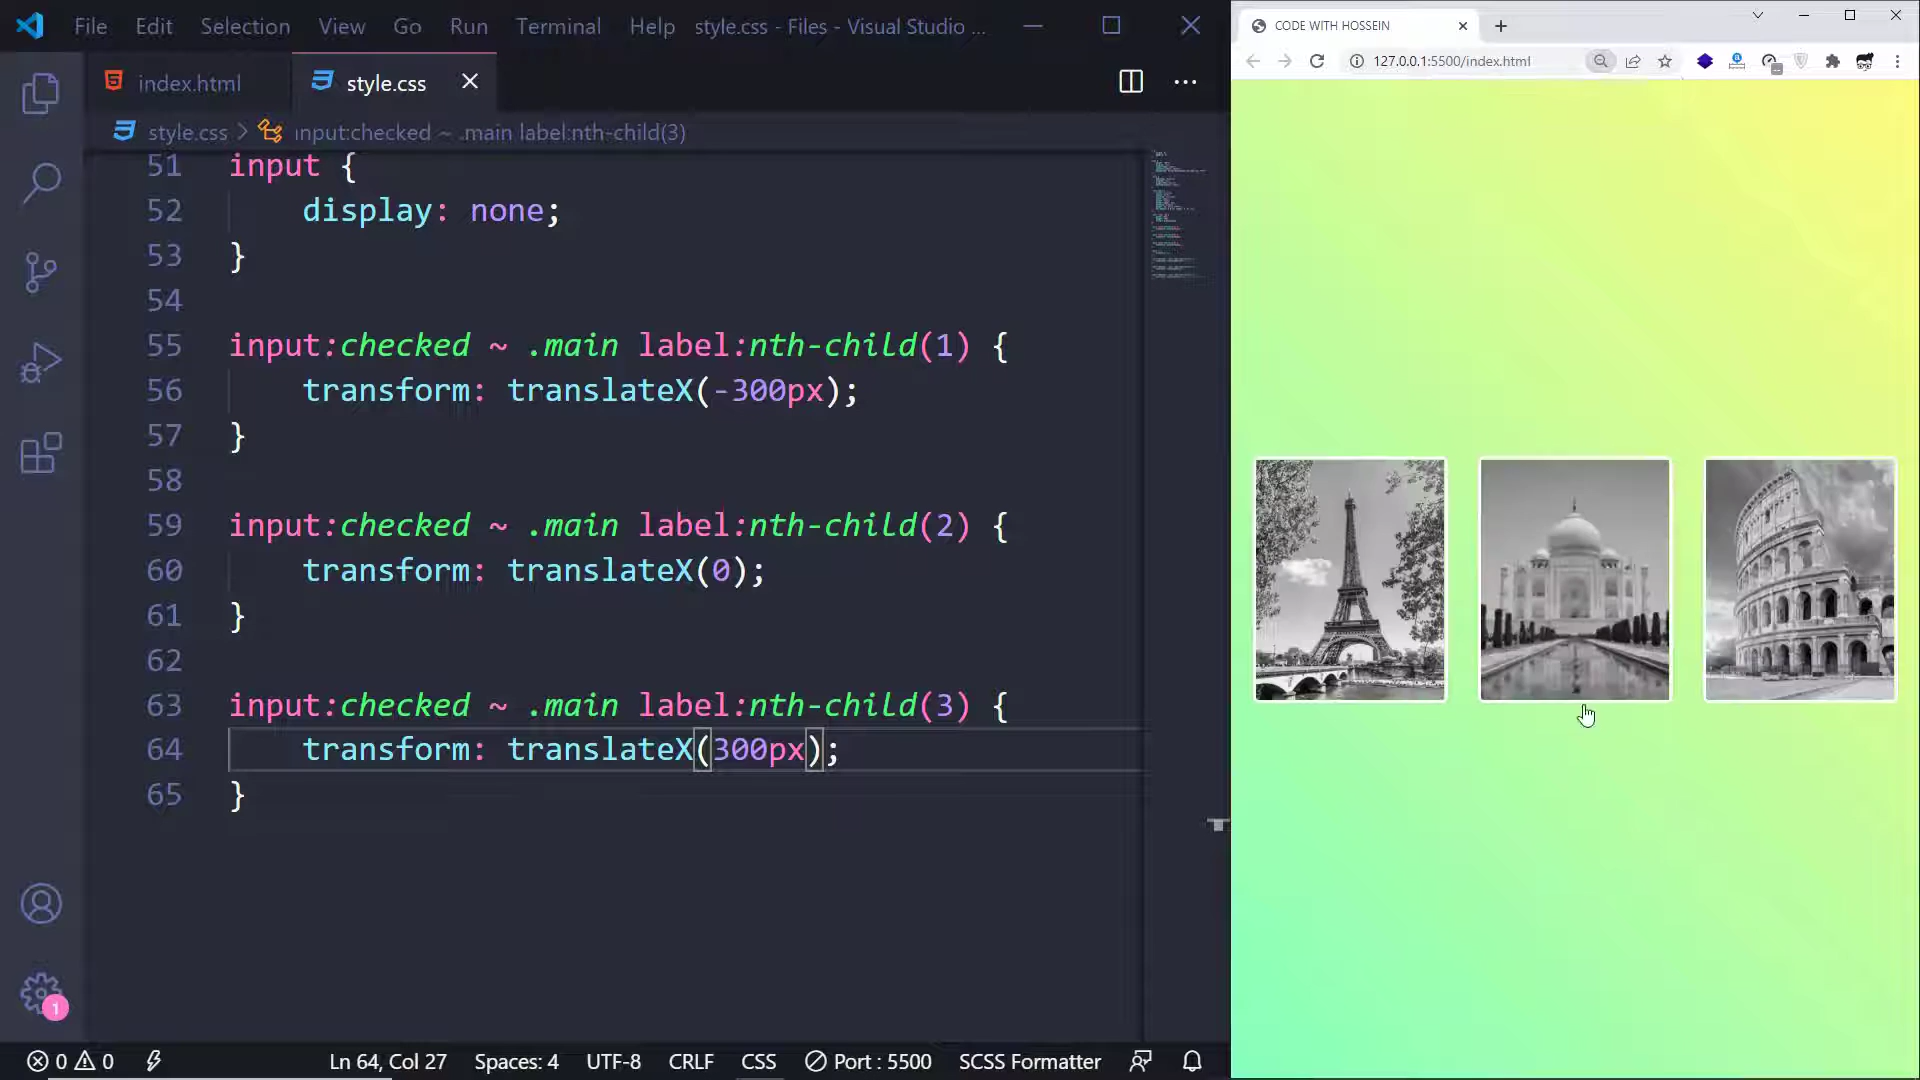 File Edit Selection View Go Run Terminal Help style.css - Files - Visual Studio ...
index.html style.css
style.css > input:checked ~ .main label:nth-child(3)
51 input {
52 display: none;
53 }
54
55 input:checked ~ .main label:nth-child(1) {
56 transform: translateX(-300px);
57 }
58
59 input:checked ~ .main label:nth-child(2) {
60 transform: translateX(0);
61 }
62
63 input:checked ~ .main label:nth-child(3) {
64 transform: translateX(300px);
65 }
1
0 0 Ln 64, Col 27 Spaces: 4 UTF-8 CRLF CSS Port : 5500 SCSS Formatter
CODE WITH HOSSEIN
127.0.0.1:5500/index.html